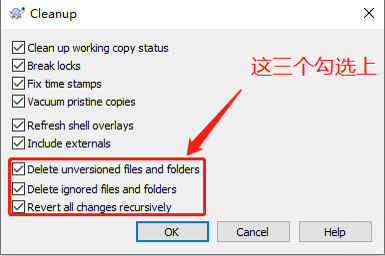 Cleanup
Clean up working copy status
这三个勾选上
Break locks
Fix time stamps
Vacuum pristine copies
Refresh shell overlays
Include externals
Delete unversioned files and folders
Delete ignored files and folders
Revert all changes recursively
OK Cancel Help